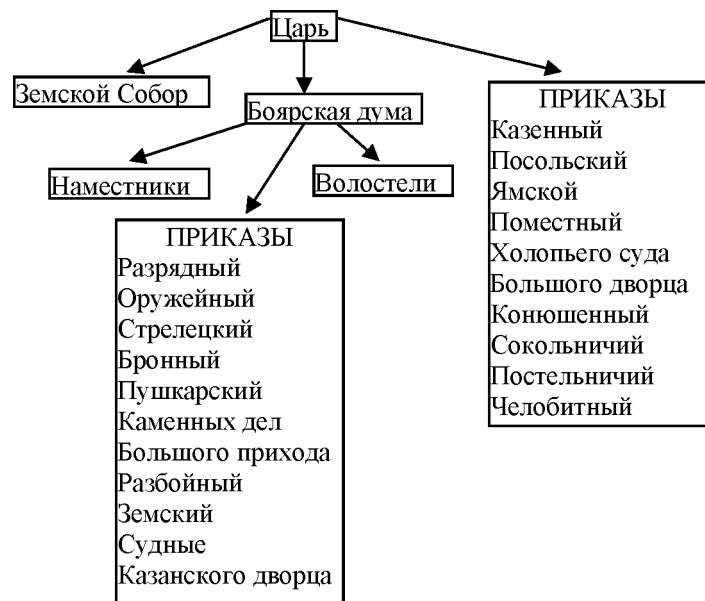 Царь
Земской Собор
Боярская дума
Наместники
Волостели
ПРИКАЗЫ
Разрядный
Оружейный
Стрелецкий
Бронный
Пушкарский
Каменных дел
Большого прихода
Разбойный
Земский
Судные
Казанского дворца
ПРИКАЗЫ
Казенный
Посольский
Ямской
Поместный
Холопьего суда
Большого дворца
Конюшенный
Сокольничий
Постельничий
Челобитный